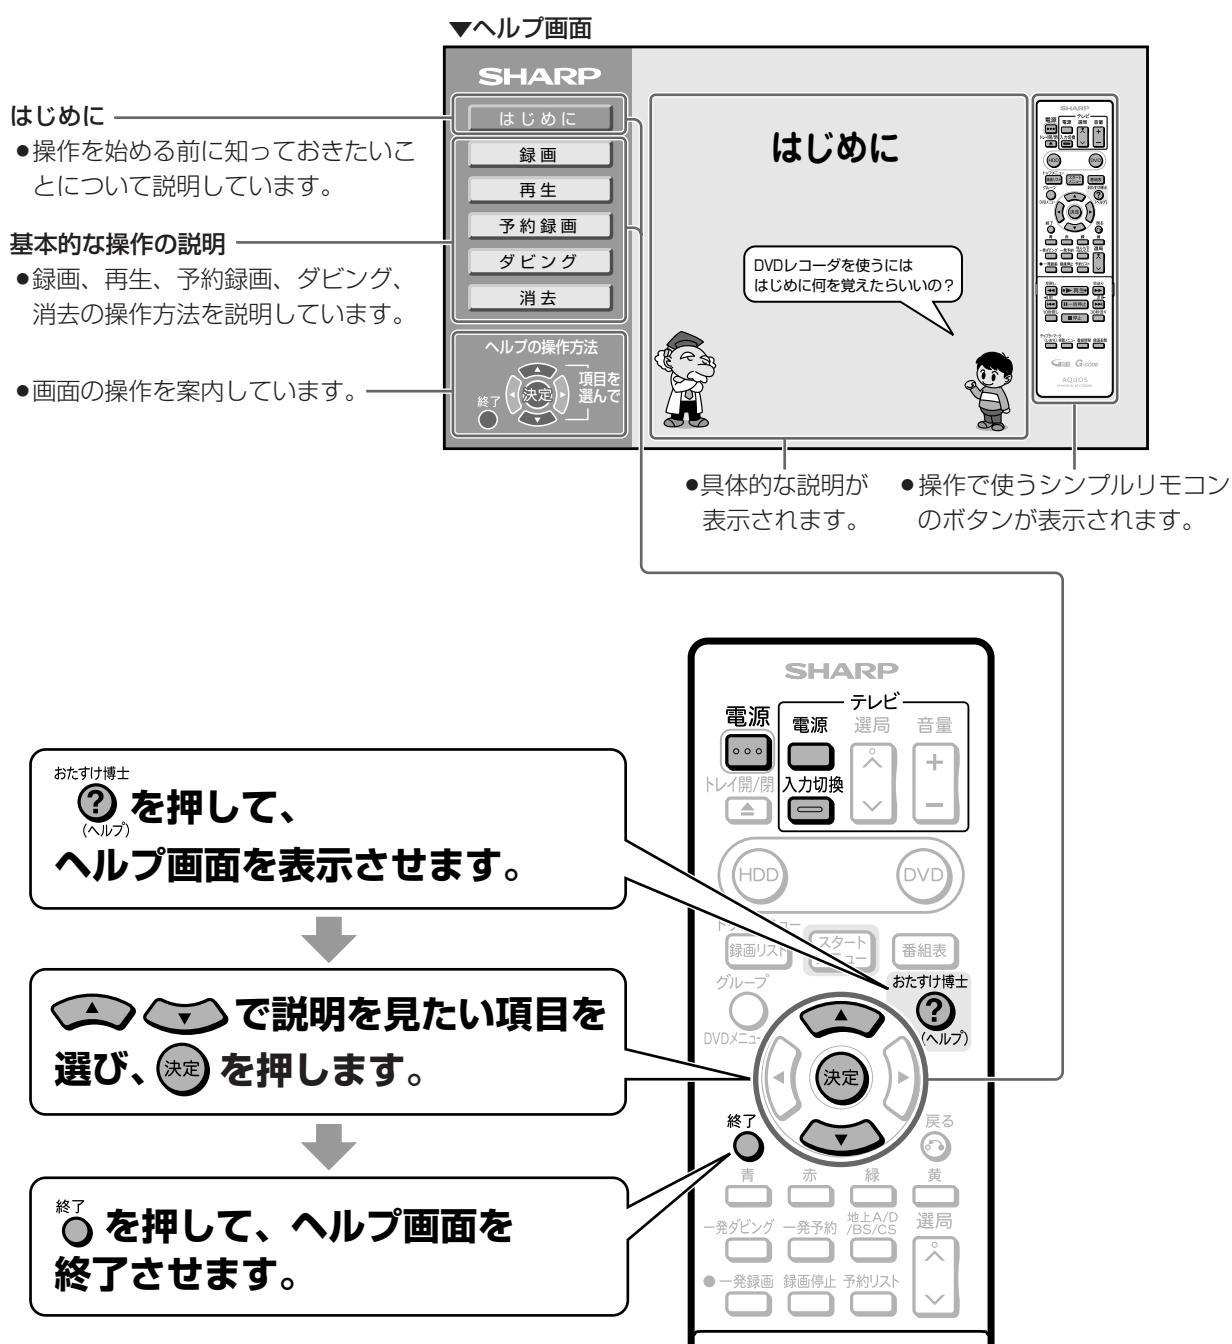 ▼ヘルプ画面
SHARP
はじめに
録画
再生
予約録画
ダビング
消去
ヘルプの操作方法
項目を
選んで
決定
終了
はじめに
DVDレコーダを使うには
はじめに何を覚えたらいいの？
はじめに
●操作を始める前に知っておきたいこ
とについて説明しています。
基本的な操作の説明
●録画、再生、予約録画、ダビング、
消去の操作方法を説明しています。
●画面の操作を案内しています。
SHARP
テレビ
電源
電源 選局 音量
HDD DVD
決定
AQUOS
●具体的な説明が
表示されます。
●操作で使うシンプルリモコン
のボタンが表示されます。
おたすけ博士
?を押して、
(ヘルプ)
ヘルプ画面を表示させます。
▲ ▼で説明を見たい項目を
選び、決定を押します。
終了
を押して、ヘルプ画面を
終了させます。
SHARP
テレビ
電源 電源 選局 音量
トレイ開/閉 入力切換
+
−
HDD DVD
録画リスト スタート 番組表
グループ おたすけ博士
?
DVDメニュー (ヘルプ)
決定
終了 戻る
青 赤 緑 黄
一発ダビング 一発予約 地上A/D 選局
/BS/CS
●一発録画 録画停止 予約リスト